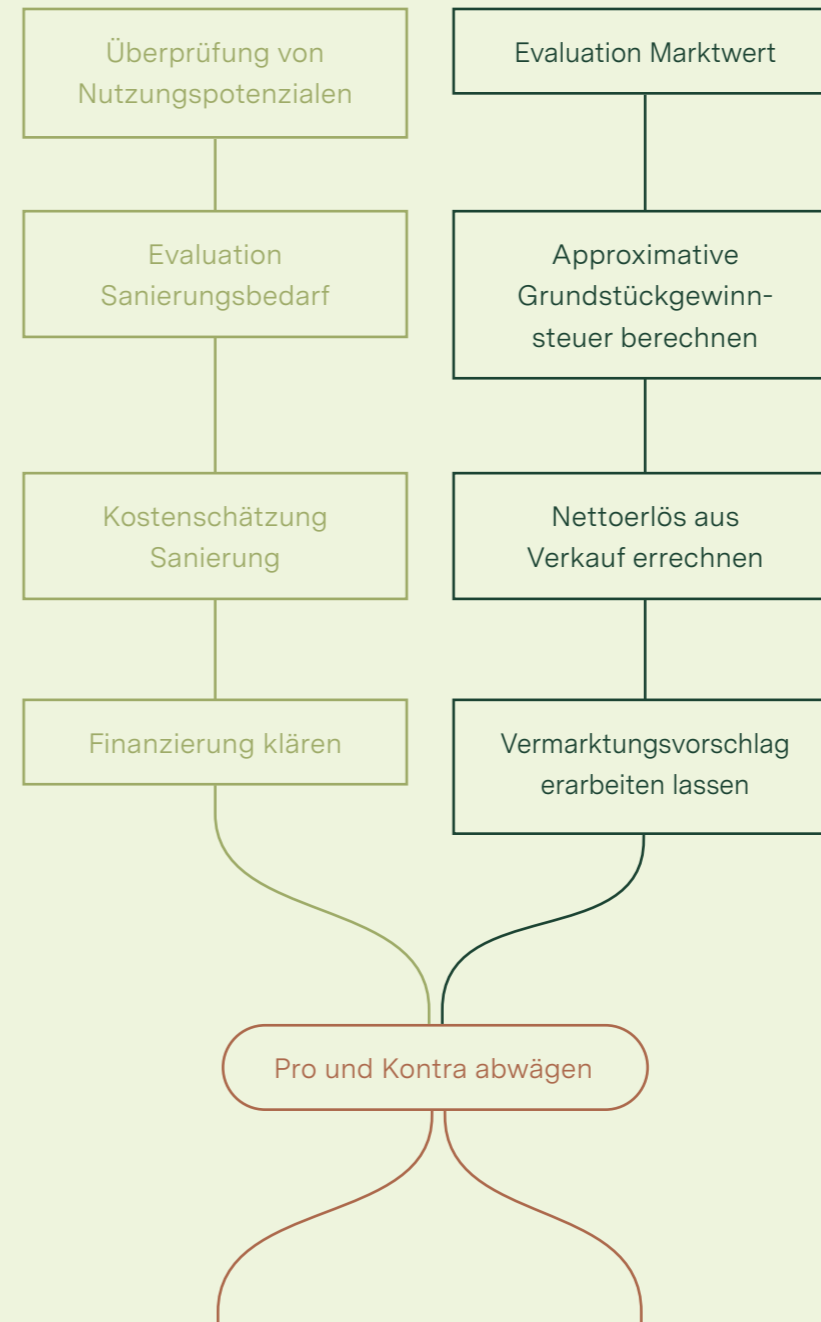 Überprüfung von
Nutzungspotenzialen
Evaluation
Sanierungsbedarf
Kostenschätzung
Sanierung
Finanzierung klären
Evaluation Marktwert
Approximative
Grundstückgewinn-
steuer berechnen
Nettoerlös aus
Verkauf errechnen
Vermarktungsvorschlag
erarbeiten lassen
Pro und Kontra abwägen